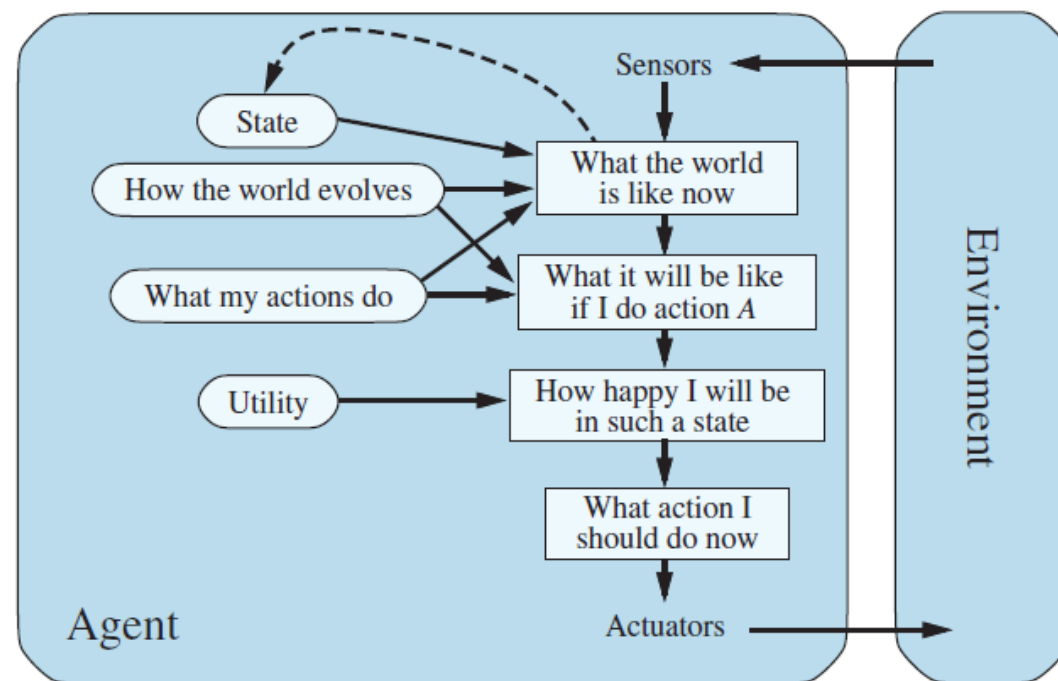 Sensors
State
What the world
is like now
How the world evolves
What it will be like
if I do action A
What my actions do
How happy I will be
in such a state
Utility
What action I
should do now
Agent
Actuators
Environment